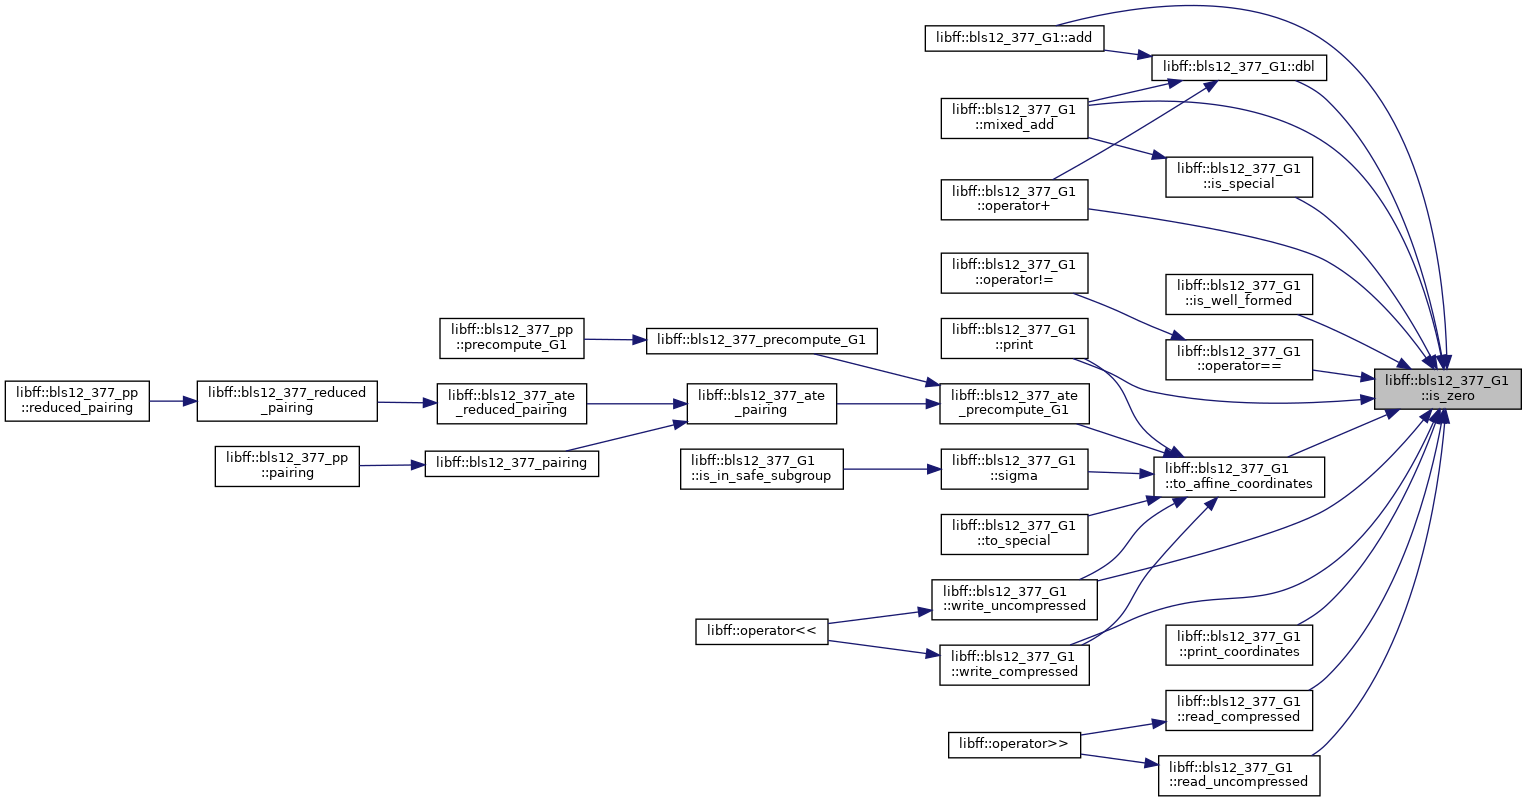 libff::bls12_377_G1::add
libff::bls12_377_G1::dbl
libff::bls12_377_G1
::mixed_add
libff::bls12_377_G1
::is_special
libff::bls12_377_G1
::operator+
libff::bls12_377_G1
::operator!=
libff::bls12_377_G1
::is_well_formed
libff::bls12_377_pp
::precompute_G1
libff::bls12_377_precompute_G1
libff::bls12_377_G1
::print
libff::bls12_377_G1
::operator==
libff::bls12_377_pp
::reduced_pairing
libff::bls12_377_reduced
_pairing
libff::bls12_377_ate
_reduced_pairing
libff::bls12_377_ate
_pairing
libff::bls12_377_ate
_precompute_G1
libff::bls12_377_G1
::is_zero
libff::bls12_377_pp
::pairing
libff::bls12_377_pairing
libff::bls12_377_G1
::is_in_safe_subgroup
libff::bls12_377_G1
::sigma
libff::bls12_377_G1
::to_affine_coordinates
libff::bls12_377_G1
::to_special
libff::bls12_377_G1
::write_uncompressed
libff::operator<<
libff::bls12_377_G1
::write_compressed
libff::bls12_377_G1
::print_coordinates
libff::bls12_377_G1
::read_compressed
libff::operator>>
libff::bls12_377_G1
::read_uncompressed